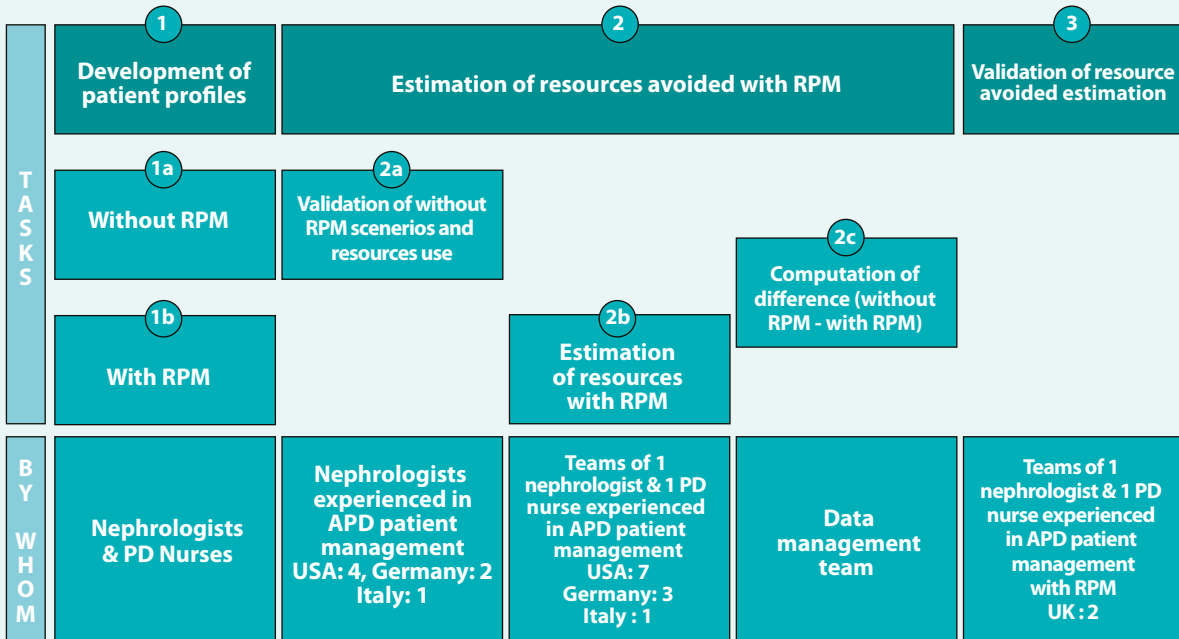 1
2
3
Development of
patient profiles
Estimation of resources avoided with RPM
Validation of resource
avoided estimation
TASKS
1a
Without RPM
2a
Validation of without
RPM scenerios and
resources use
2c
Computation of
difference (without
RPM - with RPM)
1b
With RPM
2b
Estimation
of resources
with RPM
BY WHOM
Nephrologists
& PD Nurses
Nephrologists
experienced in
APD patient
management
USA: 4, Germany: 2
Italy: 1
Teams of 1
nephrologist & 1 PD
nurse experienced
in APD patient
management
USA: 7
Germany: 3
Italy : 1
Data
management
team
Teams of 1
nephrologist & 1 PD
nurse experienced
in APD patient
management
with RPM
UK : 2